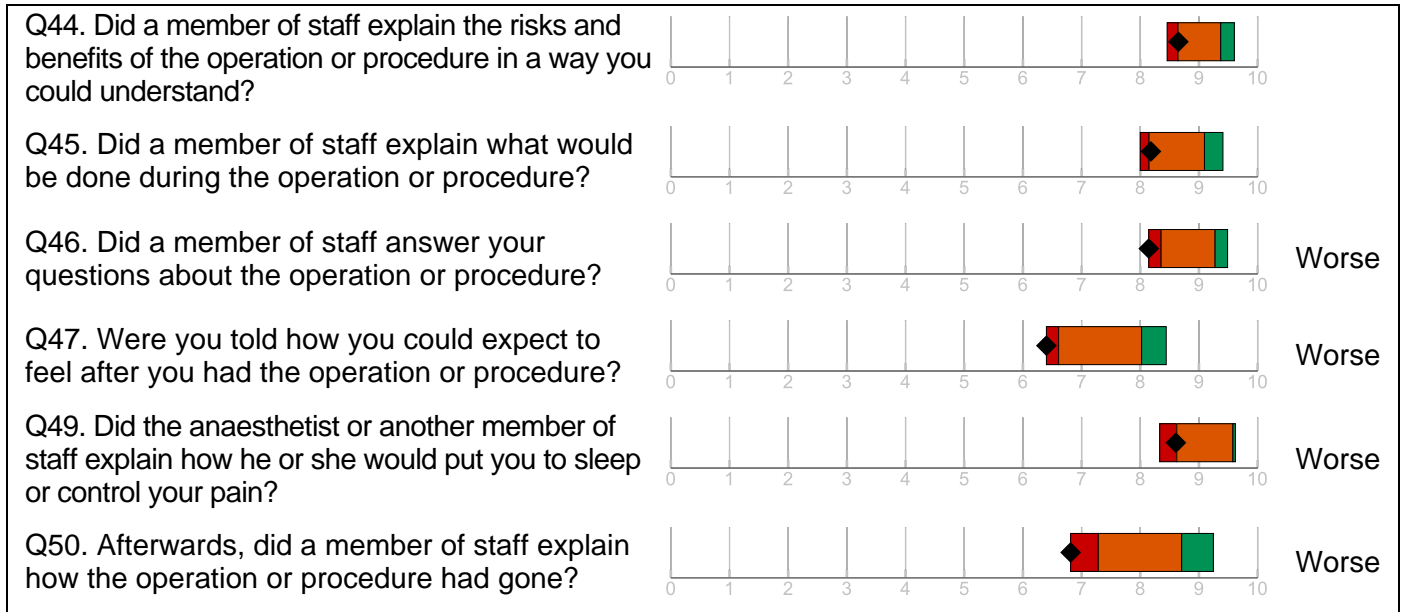 Q44. Did a member of staff explain the risks and
benefits of the operation or procedure in a way you
could understand?
0 1 2 3 4 5 6 7 8 9 10
Q45. Did a member of staff explain what would
be done during the operation or procedure?
0 1 2 3 4 5 6 7 8 9 10
Q46. Did a member of staff answer your
questions about the operation or procedure?
Worse
0 1 2 3 4 5 6 7 8 9 10
Q47. Were you told how you could expect to
feel after you had the operation or procedure?
Worse
0 1 2 3 4 5 6 7 8 9 10
Q49. Did the anaesthetist or another member of
staff explain how he or she would put you to sleep
or control your pain?
Worse
0 1 2 3 4 5 6 7 8 9 10
Q50. Afterwards, did a member of staff explain
how the operation or procedure had gone?
Worse
0 1 2 3 4 5 6 7 8 9 10